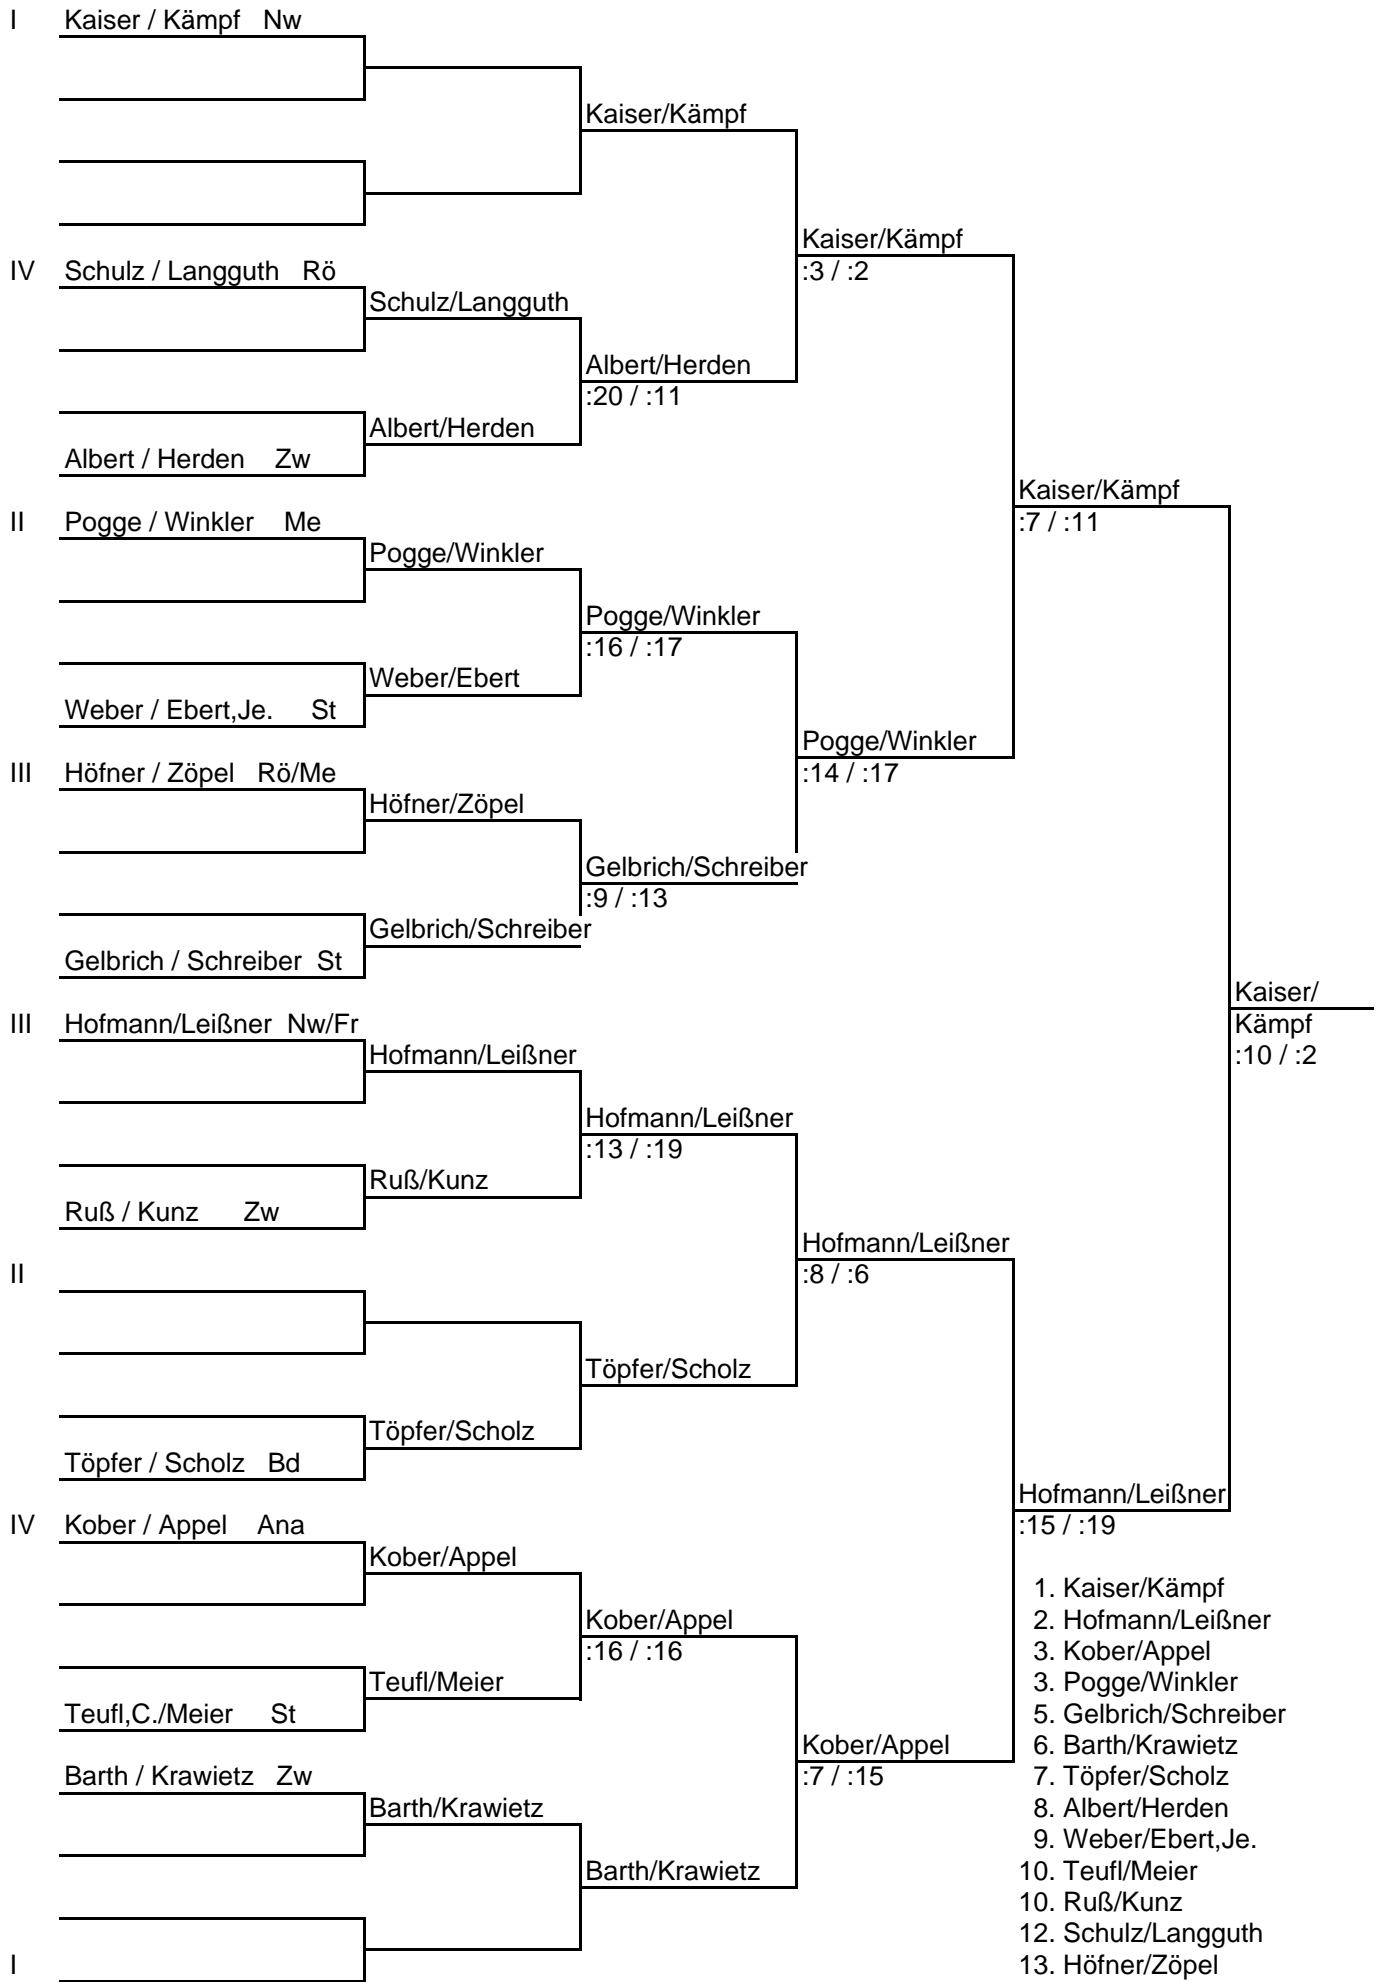 I Kaiser / Kämpf Nw
Kaiser/Kämpf
Kaiser/Kämpf
:3 / :2
IV Schulz / Langguth Rö
Schulz/Langguth
Albert/Herden
:20 / :11
Albert/Herden
Albert / Herden Zw
Kaiser/Kämpf
:7 / :11
II Pogge / Winkler Me
Pogge/Winkler
Pogge/Winkler
:16 / :17
Weber/Ebert
Weber / Ebert,Je. St
Pogge/Winkler
:14 / :17
III Höfner / Zöpel Rö/Me
Höfner/Zöpel
Gelbrich/Schreiber
:9 / :13
Gelbrich/Schreiber
Gelbrich / Schreiber St
Kaiser/
Kämpf
:10 / :2
III Hofmann/Leißner Nw/Fr
Hofmann/Leißner
Hofmann/Leißner
:13 / :19
Ruß/Kunz
Ruß / Kunz Zw
Hofmann/Leißner
:8 / :6
II
Töpfer/Scholz
Töpfer/Scholz
Töpfer / Scholz Bd
Hofmann/Leißner
:15 / :19
IV Kober / Appel Ana
Kober/Appel
Kober/Appel
:16 / :16
Teufl/Meier
Teufl,C./Meier St
Kober/Appel
:7 / :15
Barth / Krawietz Zw
Barth/Krawietz
Barth/Krawietz
I
1. Kaiser/Kämpf
2. Hofmann/Leißner
3. Kober/Appel
3. Pogge/Winkler
5. Gelbrich/Schreiber
6. Barth/Krawietz
7. Töpfer/Scholz
8. Albert/Herden
9. Weber/Ebert,Je.
10. Teufl/Meier
10. Ruß/Kunz
12. Schulz/Langguth
13. Höfner/Zöpel